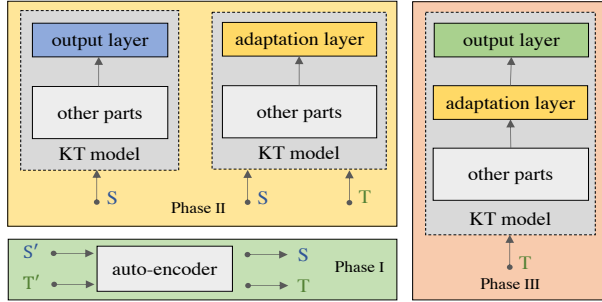 output layer
other parts
KT model
S
adaptation layer
other parts
KT model
S
T
Phase II
S′
T′
auto-encoder
S
T
Phase I
output layer
adaptation layer
other parts
KT model
T
Phase III